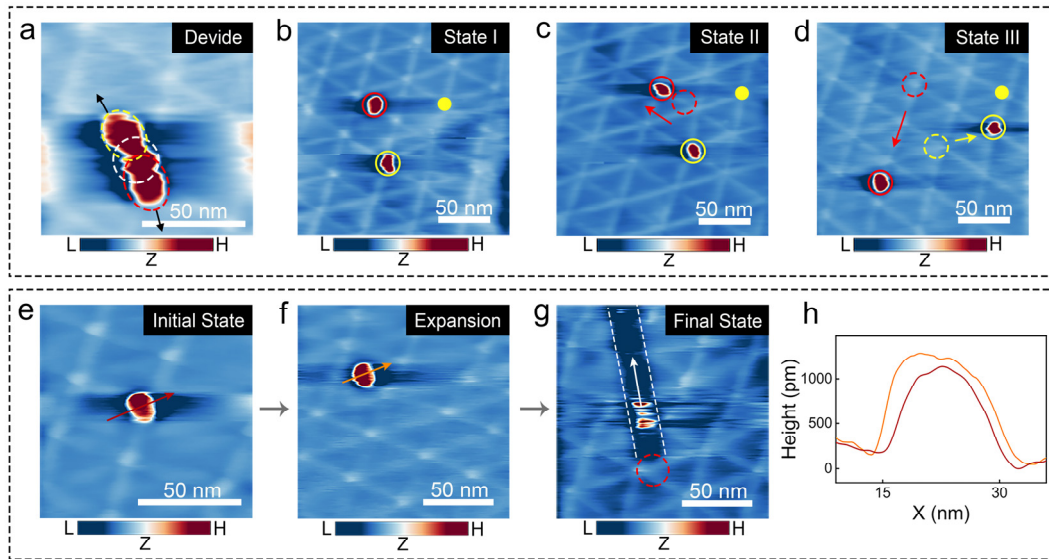 a
Devide
50 nm
L
H
Z
b
State I
50 nm
L
H
Z
c
State II
50 nm
L
H
Z
d
State III
50 nm
L
H
Z
e
Initial State
50 nm
L
H
Z
f
Expansion
50 nm
L
H
Z
g
Final State
50 nm
L
H
Z
h
Height (pm)
1000
500
0
15
30
X (nm)